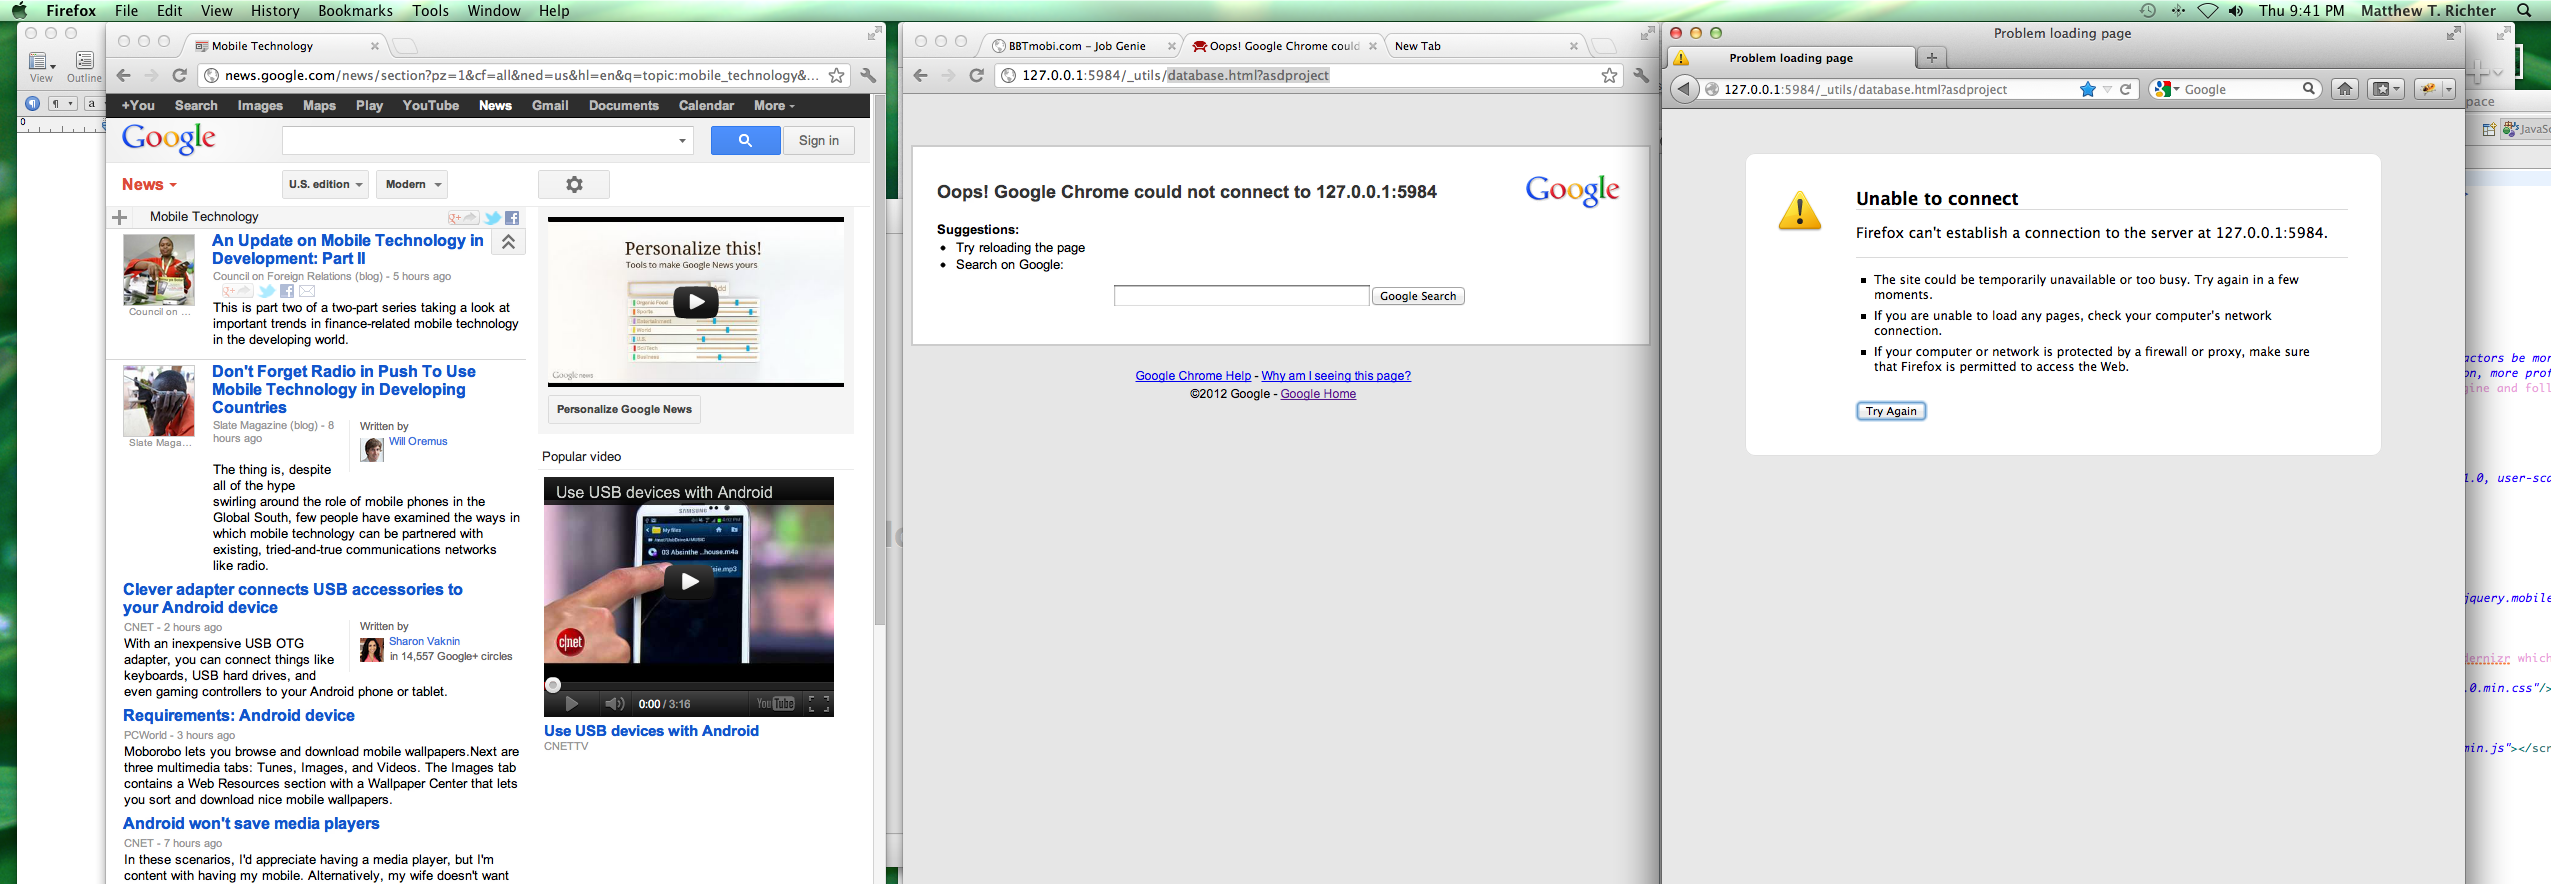 Firefox File Edit View History Bookmarks Tools Window Help
Thu 9:41 PM Matthew T. Richter
View Outline
Mobile Technology
news.google.com/news/section?pz=1&cf=all&ned=us&hl=en&q=topic:mobile_technology&...
+You Search Images Maps Play YouTube News Gmail Documents Calendar More
Google
Sign in
News
U.S. edition
Modern
Mobile Technology
An Update on Mobile Technology in
Development: Part II
Council on Foreign Relations (blog) - 5 hours ago
Council on ...
This is part two of a two-part series taking a look at
important trends in finance-related mobile technology
in the developing world.
Don't Forget Radio in Push To Use
Mobile Technology in Developing
Countries
Slate Magazine (blog) - 8
hours ago
Slate Maga...
Written by
Will Oremus
The thing is, despite
all of the hype
swirling around the role of mobile phones in the
Global South, few people have examined the ways in
which mobile technology can be partnered with
existing, tried-and-true communications networks
like radio.
Clever adapter connects USB accessories to
your Android device
CNET - 2 hours ago
Written by
Sharon Vaknin
in 14,557 Google+ circles
With an inexpensive USB OTG
adapter, you can connect things like
keyboards, USB hard drives, and
even gaming controllers to your Android phone or tablet.
Requirements: Android device
PCWorld - 3 hours ago
Moborobo lets you browse and download mobile wallpapers.Next are
three multimedia tabs: Tunes, Images, and Videos. The Images tab
contains a Web Resources section with a Wallpaper Center that lets
you sort and download nice mobile wallpapers.
Android won't save media players
CNET - 7 hours ago
In these scenarios, I'd appreciate having a media player, but I'm
content with having my mobile. Alternatively, my wife doesn't want
Personalize this!
Tools to make Google News yours
Add
Organic Food
Sports
Entertainment
World
U.S.
Sci/Tech
Business
Google news
Personalize Google News
Popular video
Use USB devices with Android
SAMSUNG
My files
03 Absinthe ...house.m4a
sie.mp3
c|net
0:00 / 3:16
YouTube
Use USB devices with Android
CNETTV
BBTmobi.com - Job Genie
Oops! Google Chrome could
New Tab
127.0.0.1:5984/_utils/database.html?asdproject
Oops! Google Chrome could not connect to 127.0.0.1:5984
Google
Suggestions:
Try reloading the page
Search on Google:
Google Search
Google Chrome Help - Why am I seeing this page?
©2012 Google - Google Home
Problem loading page
Problem loading page
127.0.0.1:5984/_utils/database.html?asdproject
Google
Unable to connect
Firefox can't establish a connection to the server at 127.0.0.1:5984.
The site could be temporarily unavailable or too busy. Try again in a few
moments.
If you are unable to load any pages, check your computer's network
connection.
If your computer or network is protected by a firewall or proxy, make sure
that Firefox is permitted to access the Web.
Try Again
pace
JavaSc
actors be mor
on, more prof
gine and foll
1.0, user-sca
jquery.mobile
dernizr which
.0.min.css"/>
min.js"></scr